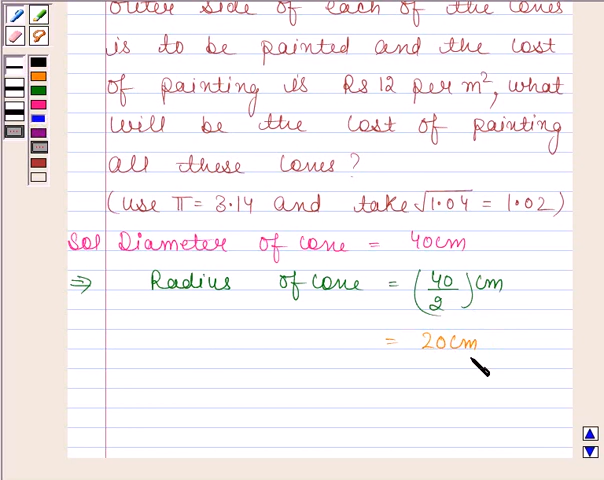 outer side of each of the cones
is to be painted and the cost
of painting is Rs 12 per m², what
will be the cost of painting
all these cones?
(use π = 3.14 and take √1.04 = 1.02)
Sol Diameter of cone = 40cm
⇒ Radius of cone = (40/2) cm
= 20cm